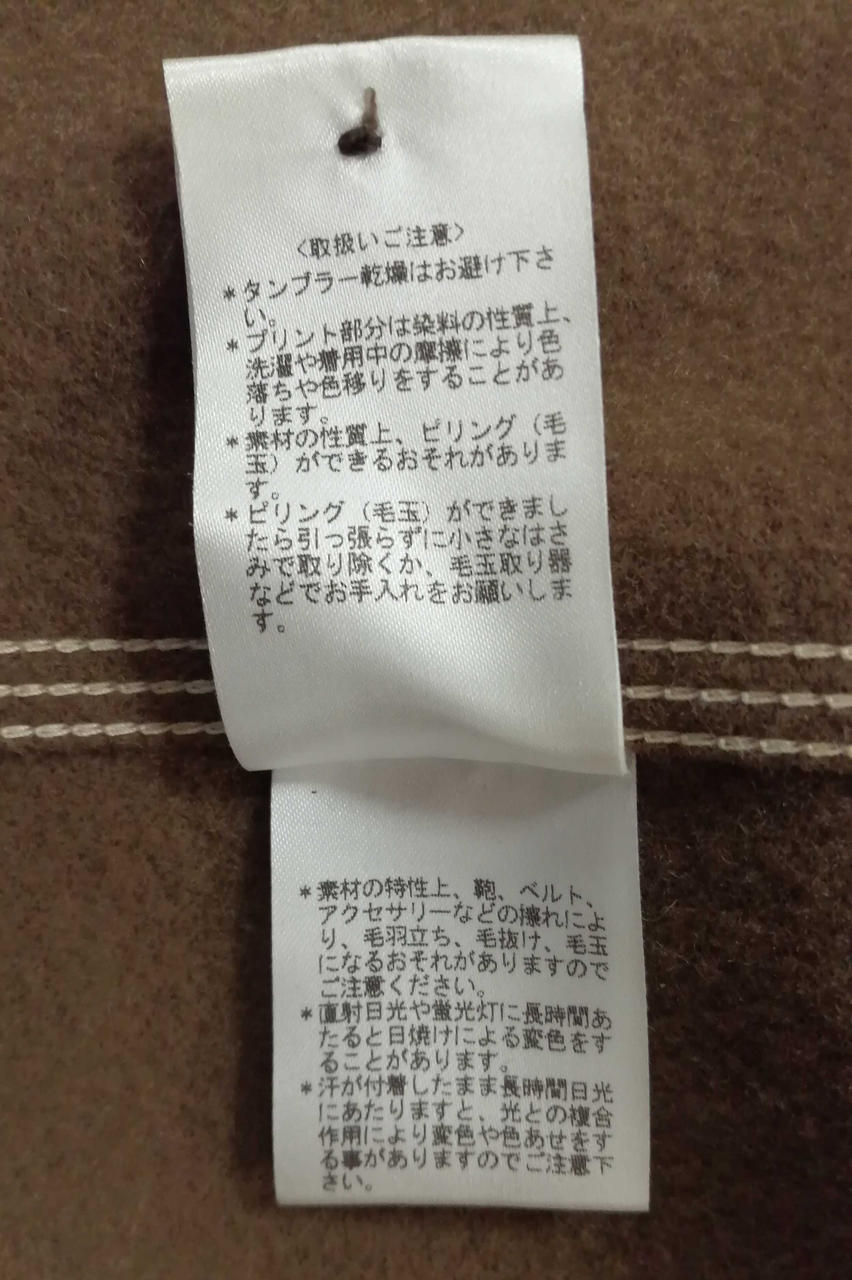 〈取扱いご注意〉
*タンブラー乾燥はお避け下さ
い。
*プリント部分は染料の性質上、
洗濯や着用中の摩擦により色
落ちや色移りをすることがあ
ります。
*素材の性質上、ピリング（毛
玉）ができるおそれがありま
す。
*ピリング（毛玉）ができまし
たら引っ張らずに小さなはさ
みで取り除くか、毛玉取り器
などでお手入れをお願いしま
す。
*素材の特性上、鞄、ベルト、
アクセサリーなどの擦れによ
り、毛羽立ち、毛抜け、毛玉
になるおそれがありますので
ご注意ください。
*直射日光や蛍光灯に長時間あ
たると日焼けによる変色をす
ることがあります。
*汗が付着したまま長時間日光
にあたりますと、光との複合
作用により変色や色あせをす
る事がありますのでご注意下
さい。